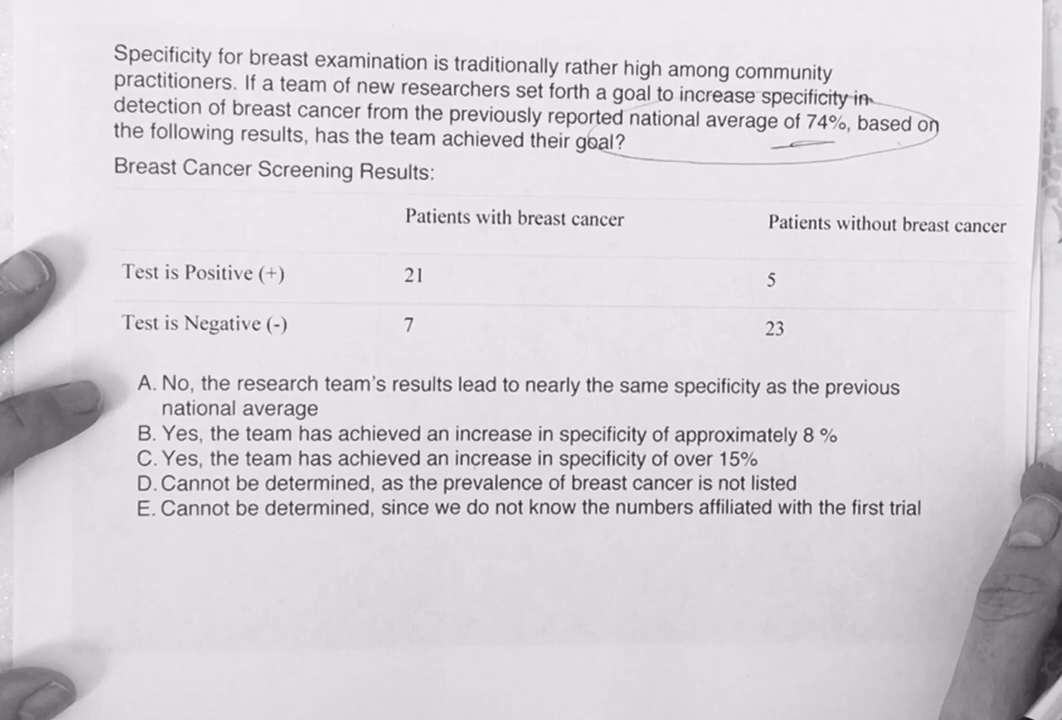 Specificity for breast examination is traditionally rather high among community
practitioners. If a team of new researchers set forth a goal to increase specificity in
detection of breast cancer from the previously reported national average of 74%, based on
the following results, has the team achieved their goal?
Breast Cancer Screening Results:
Patients with breast cancer Patients without breast cancer
Test is Positive (+) 21 5
Test is Negative (-) 7 23
A. No, the research team's results lead to nearly the same specificity as the previous
national average
B. Yes, the team has achieved an increase in specificity of approximately 8 %
C. Yes, the team has achieved an increase in specificity of over 15%
D. Cannot be determined, as the prevalence of breast cancer is not listed
E. Cannot be determined, since we do not know the numbers affiliated with the first trial